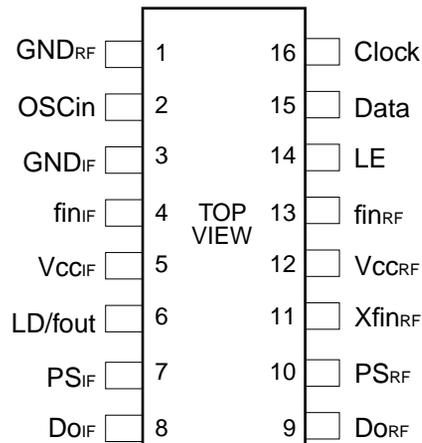 GNDRF 1 16 Clock
OSCin 2 15 Data
GNDIF 3 14 LE
finIF 4 TOP 13 finRF
VIEW
VccIF 5 12 VccRF
LD/fout 6 11 XfinRF
PSIF 7 10 PSRF
DoIF 8 9 DoRF